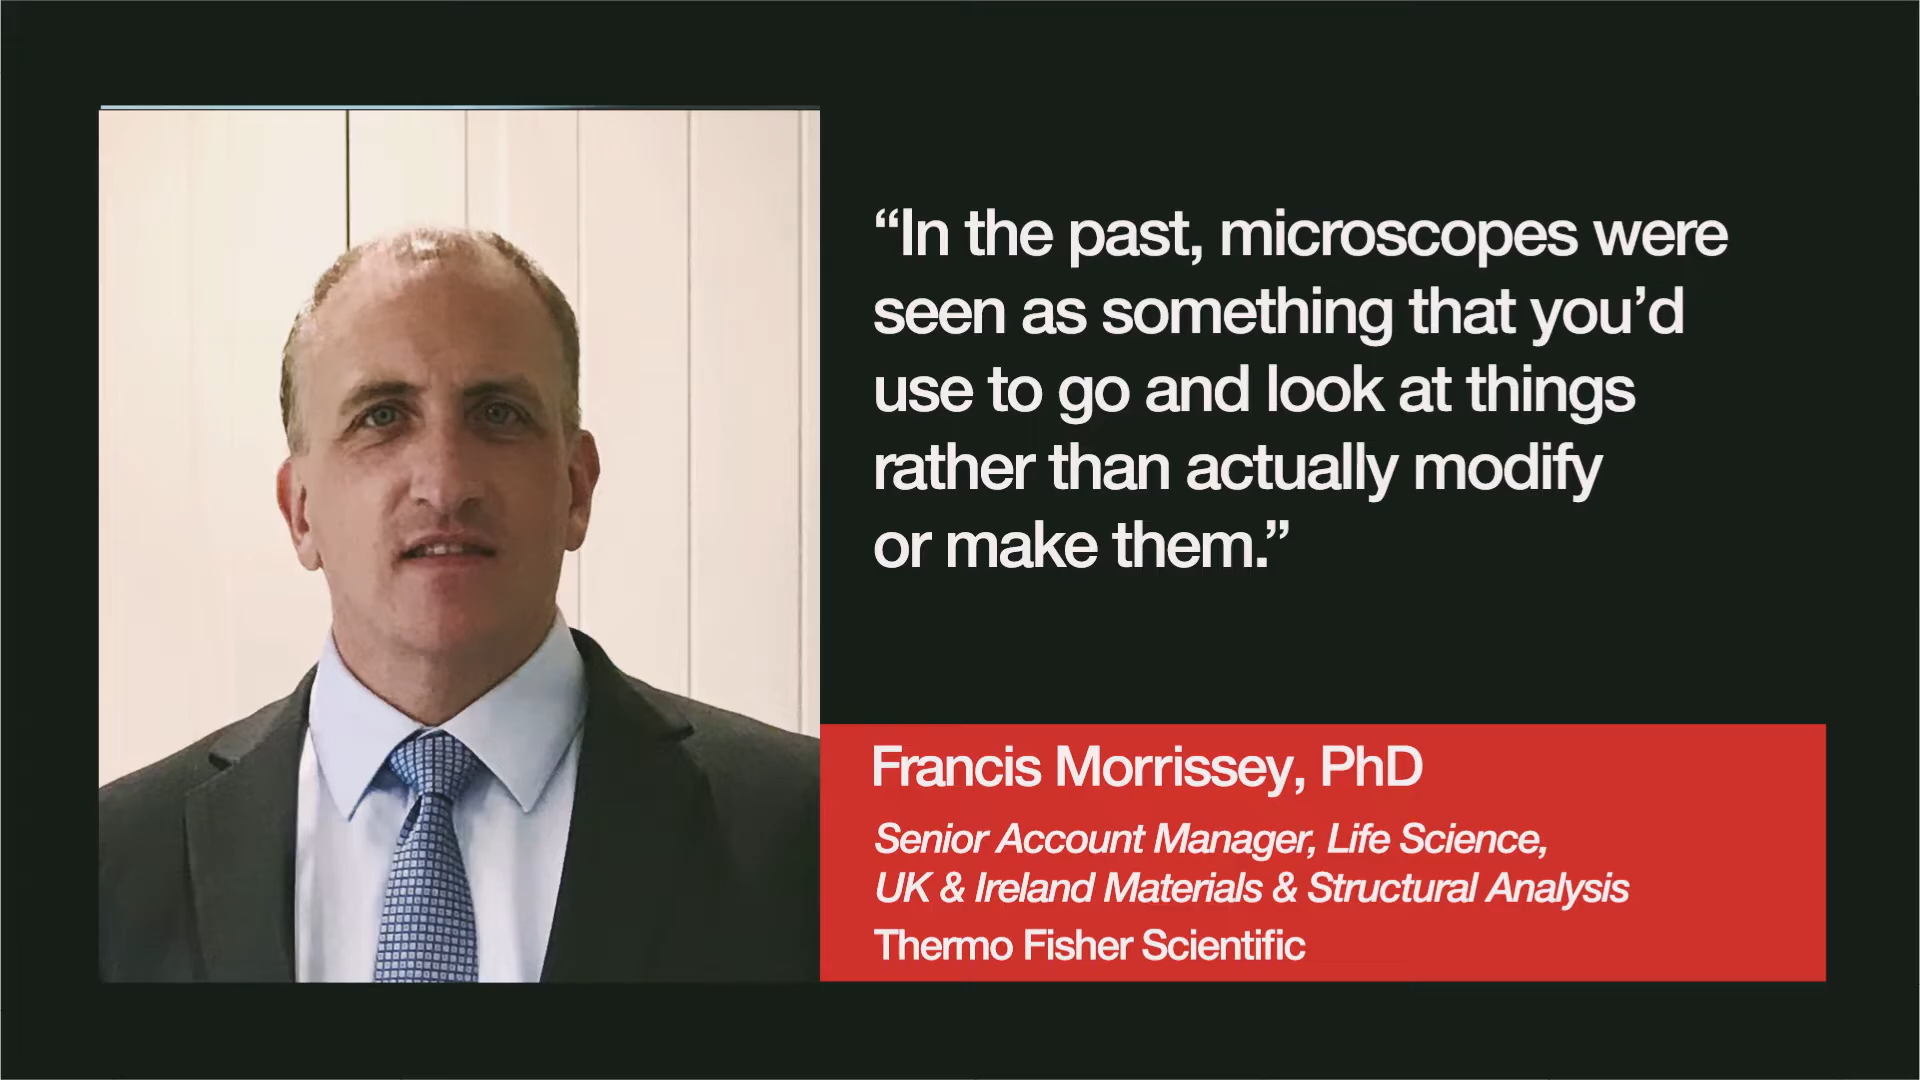 “In the past, microscopes were
seen as something that you’d
use to go and look at things
rather than actually modify
or make them.”
Francis Morrissey, PhD
Senior Account Manager, Life Science,
UK & Ireland Materials & Structural Analysis
Thermo Fisher Scientific